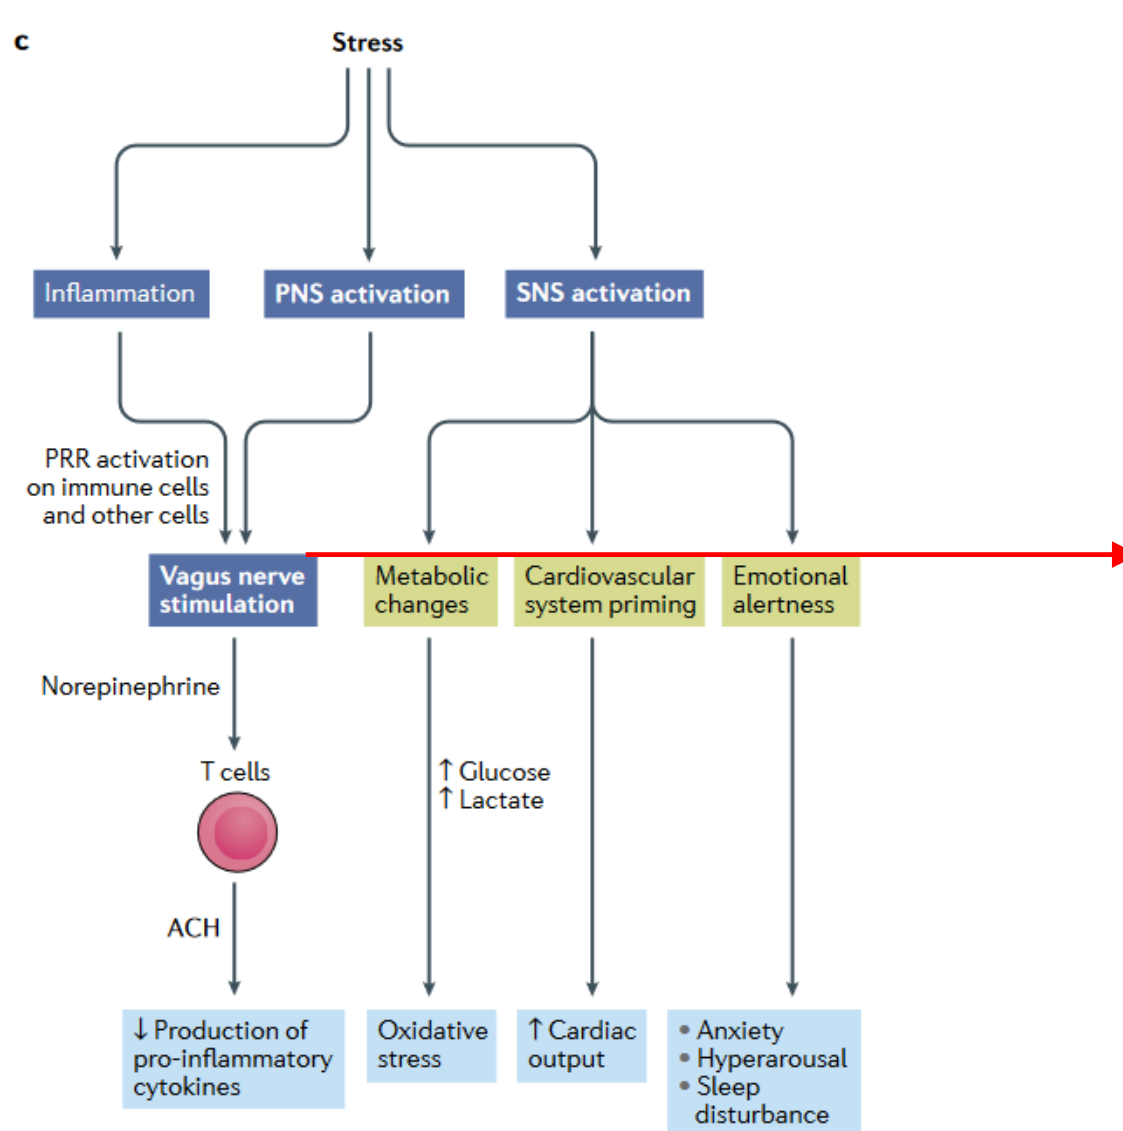 c
Stress
Inflammation
PNS activation
SNS activation
PRR activation
on immune cells
and other cells
Vagus nerve
stimulation
Metabolic
changes
Cardiovascular
system priming
Emotional
alertness
Norepinephrine
T cells
↑ Glucose
↑ Lactate
ACH
↓ Production of
pro-inflammatory
cytokines
Oxidative
stress
↑ Cardiac
output
• Anxiety
• Hyperarousal
• Sleep
disturbance